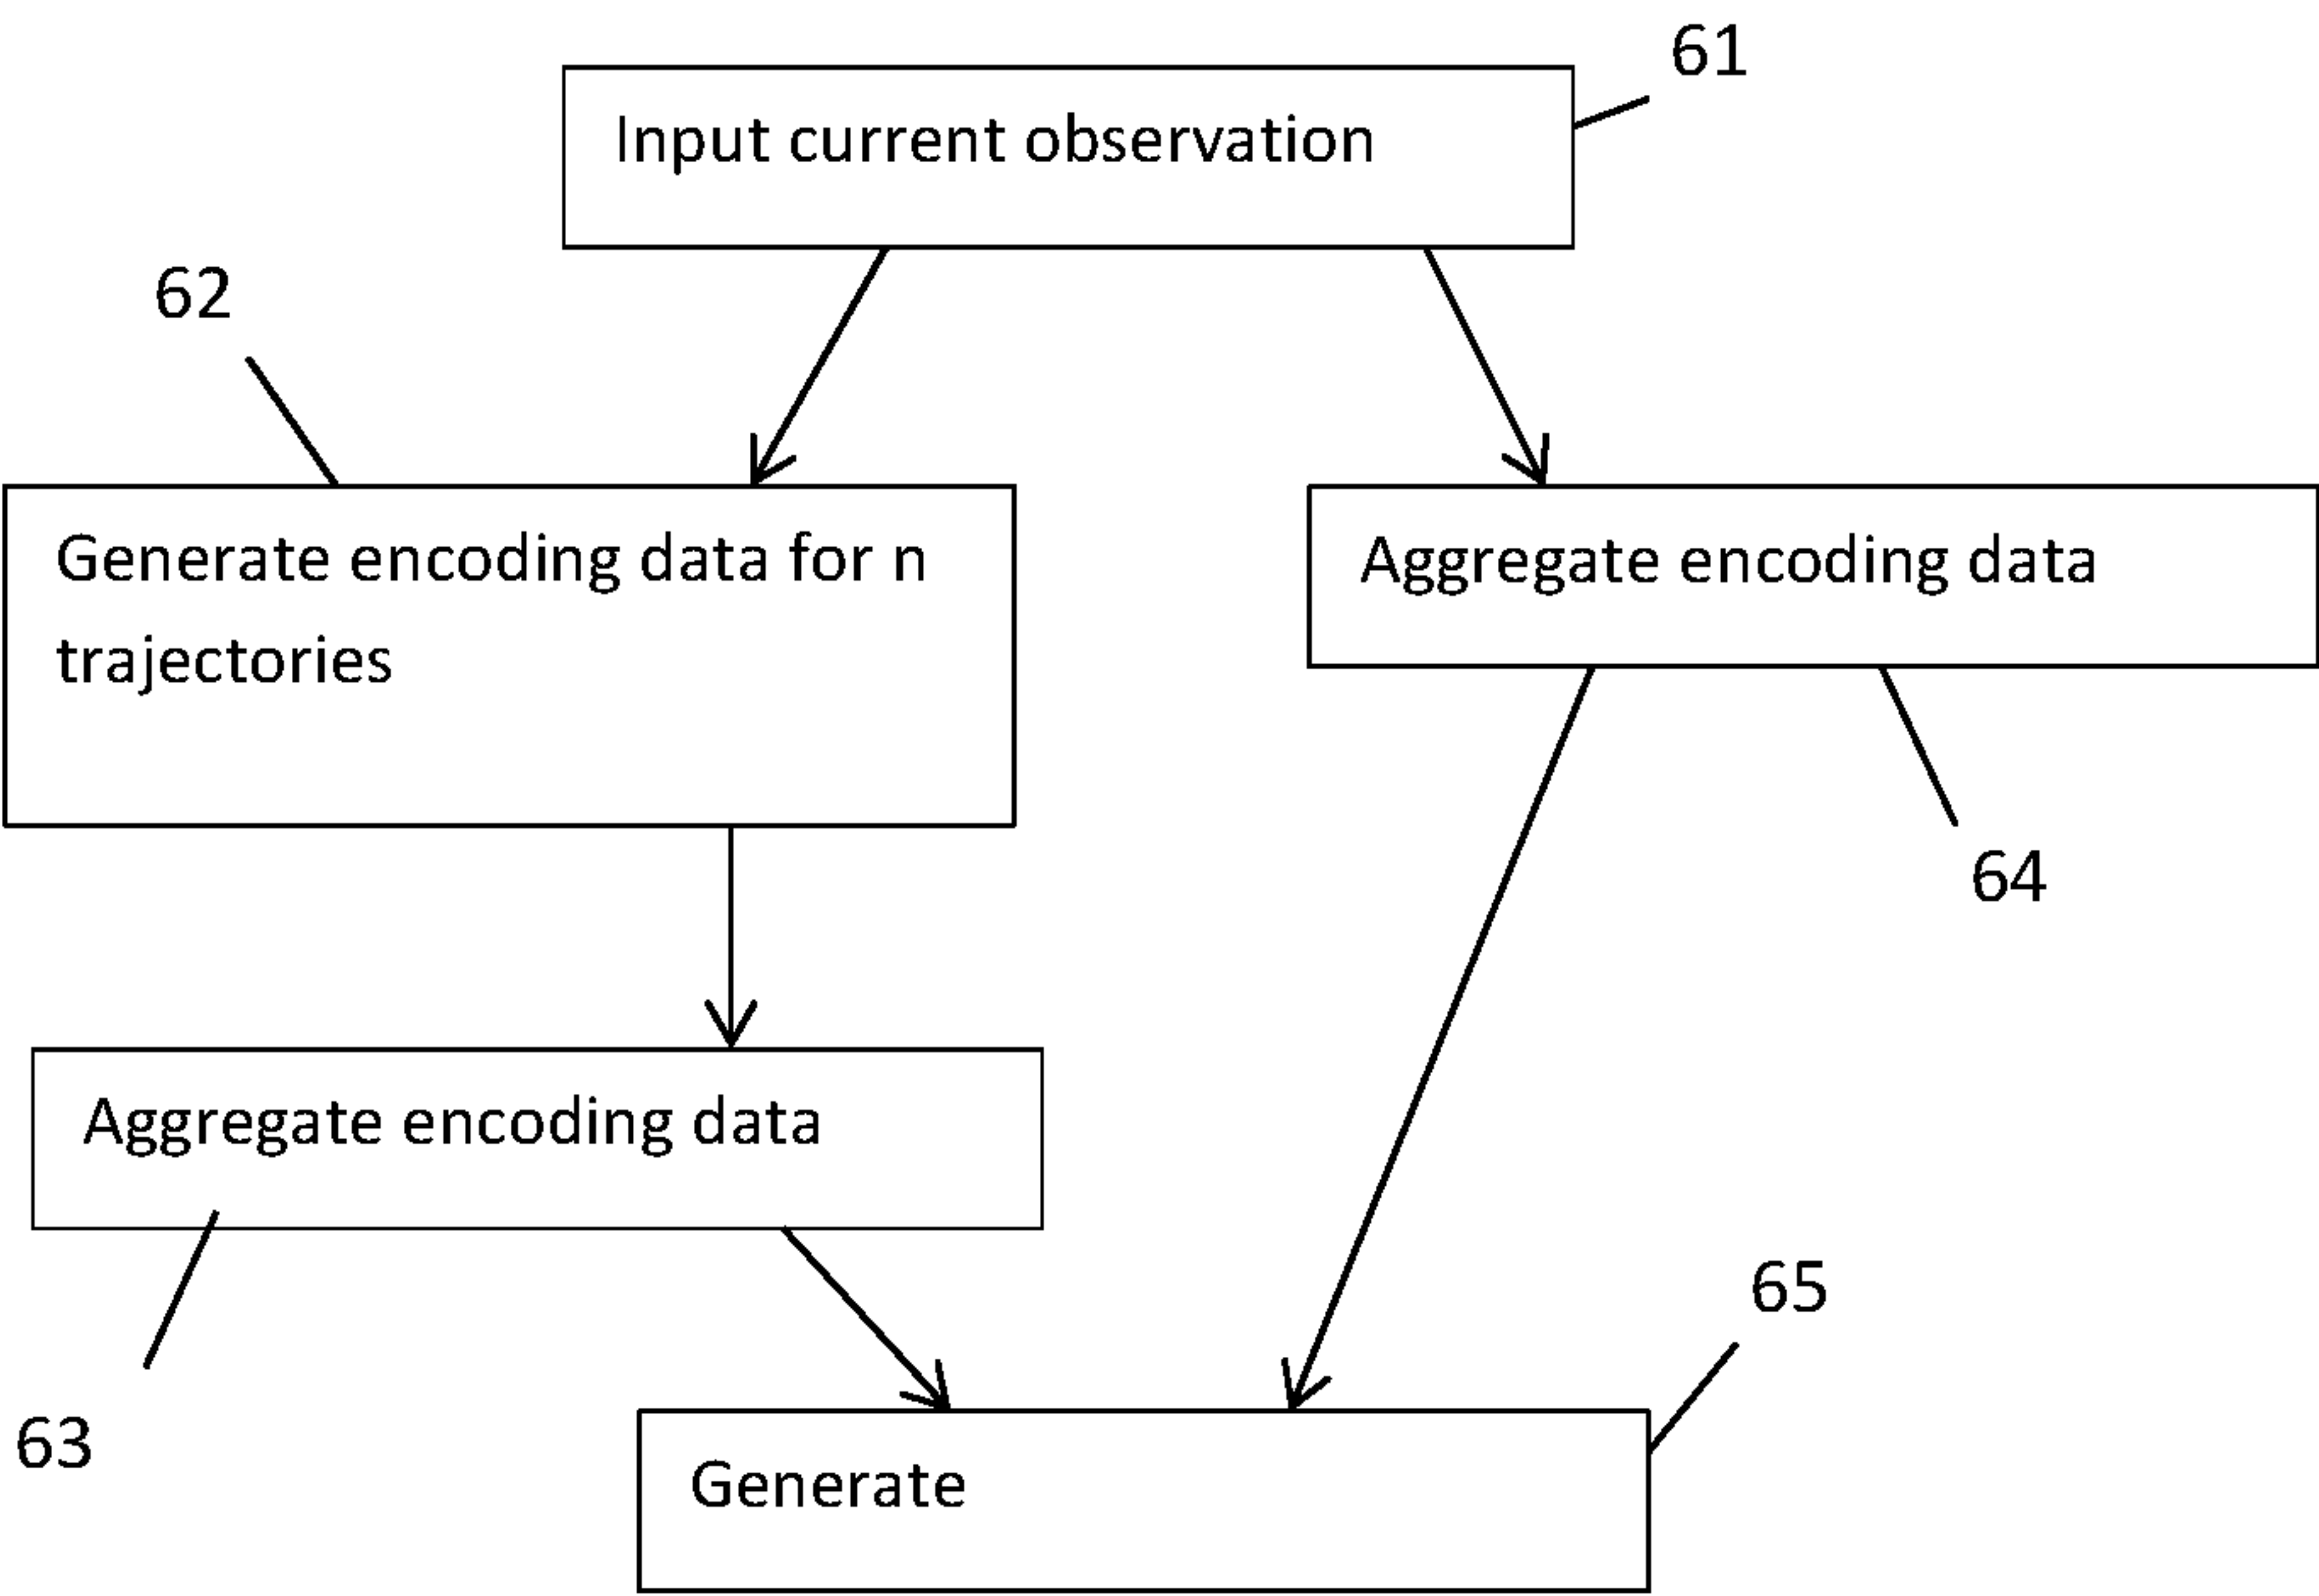 61
Input current observation
62
Generate encoding data for n
trajectories
Aggregate encoding data
64
Aggregate encoding data
63
65
Generate